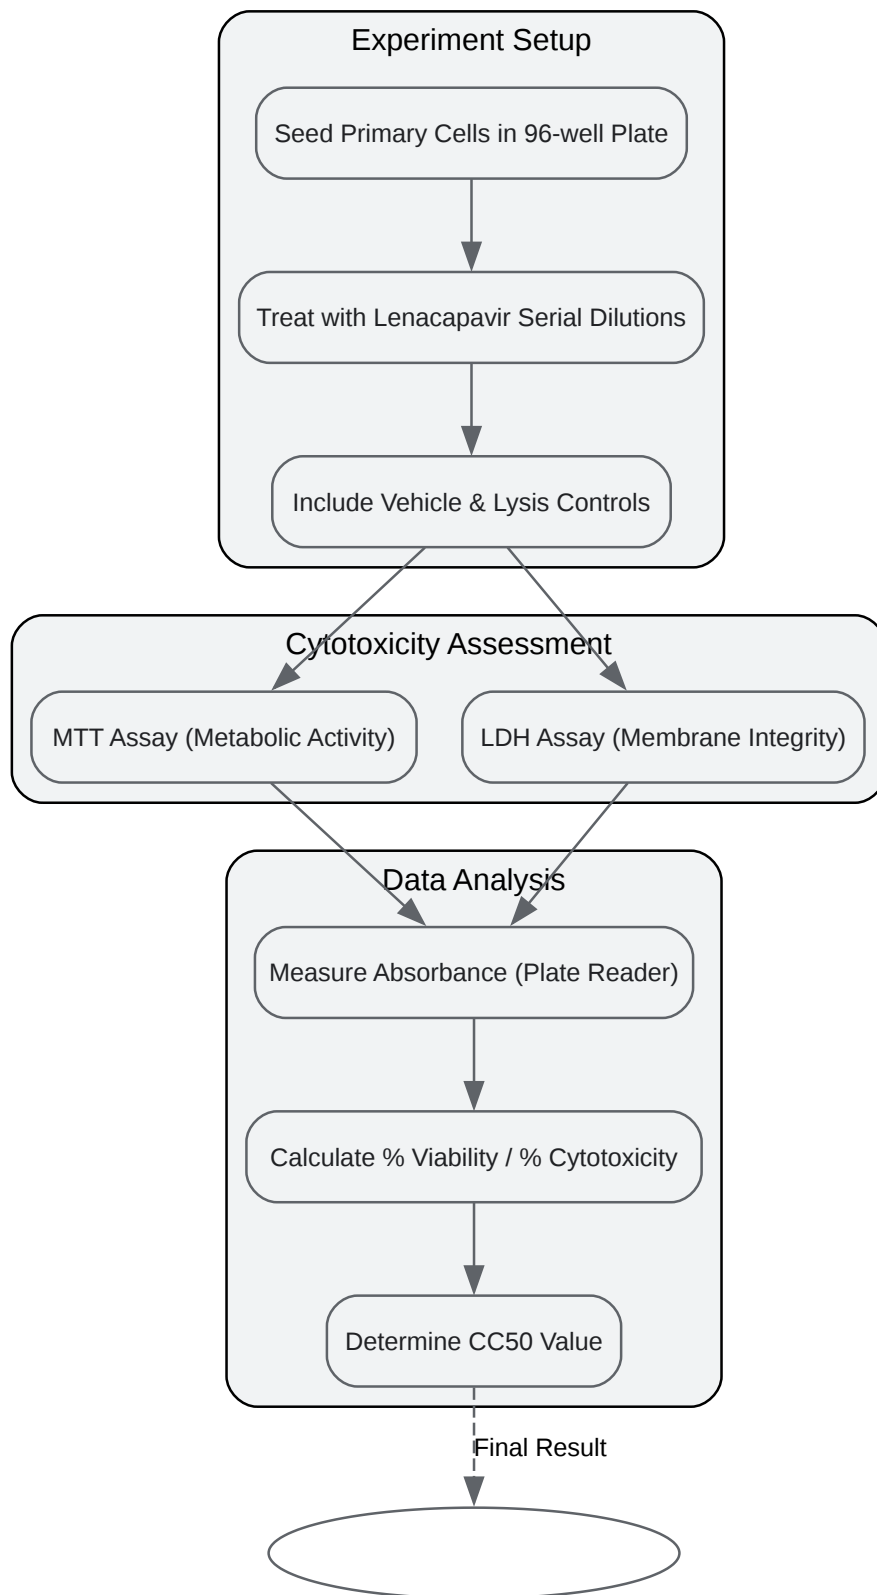 Experiment Setup
Seed Primary Cells in 96-well Plate
Treat with Lenacapavir Serial Dilutions
Include Vehicle & Lysis Controls
Cytotoxicity Assessment
MTT Assay (Metabolic Activity)
LDH Assay (Membrane Integrity)
Data Analysis
Measure Absorbance (Plate Reader)
Calculate % Viability / % Cytotoxicity
Determine CC50 Value
Final Result